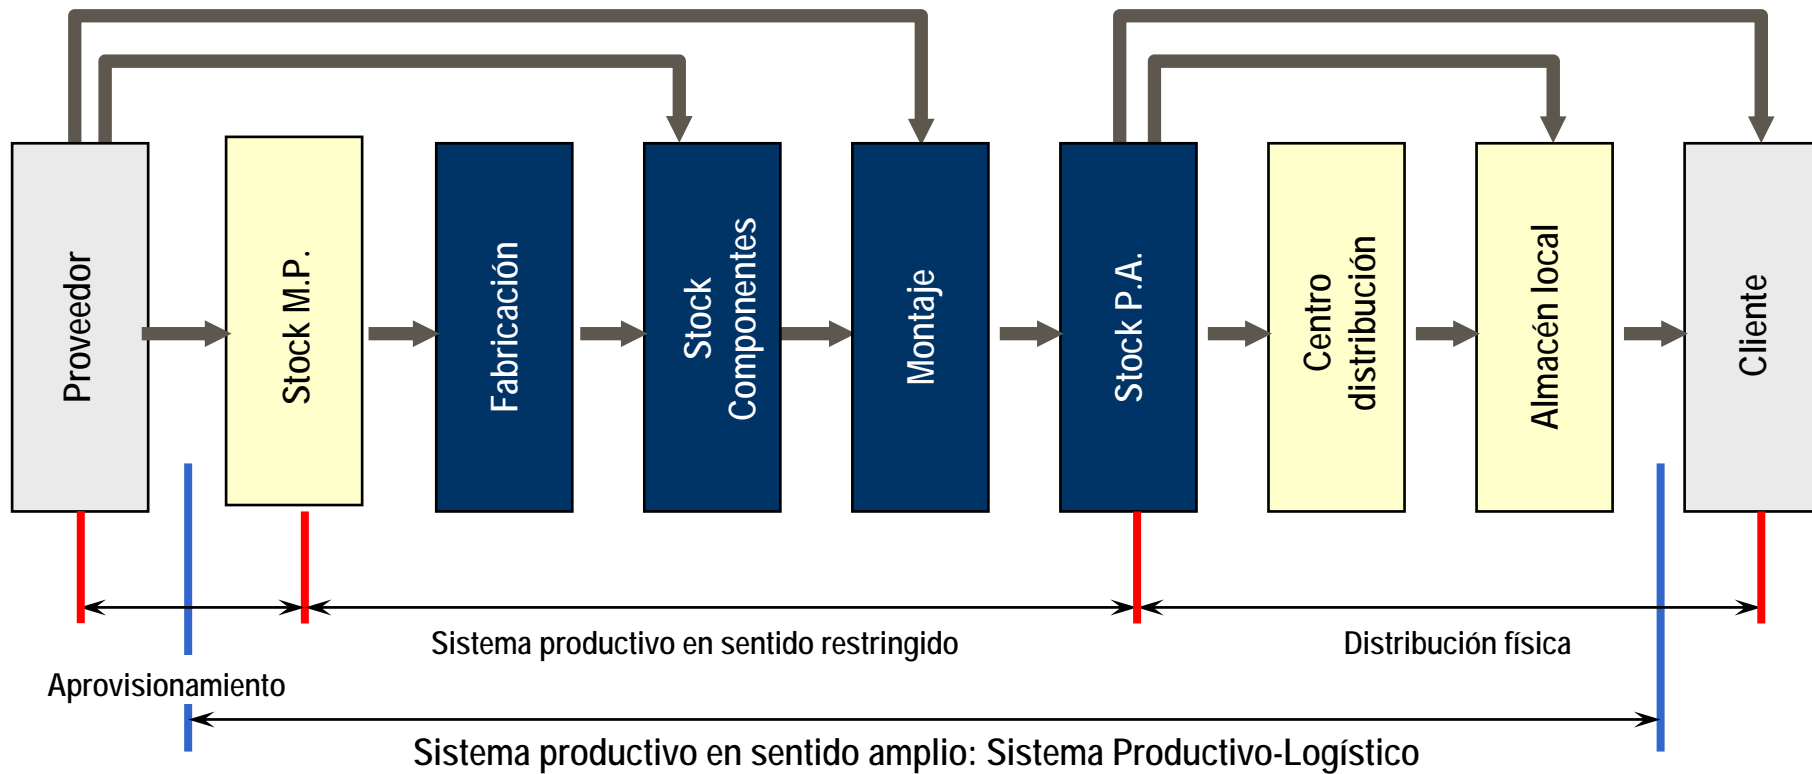 Proveedor
Stock M.P.
Fabricación
Stock
Componentes
Montaje
Stock P.A.
Centro
distribución
Almacén local
Cliente
Sistema productivo en sentido restringido
Distribución física
Aprovisionamiento
Sistema productivo en sentido amplio: Sistema Productivo-Logístico